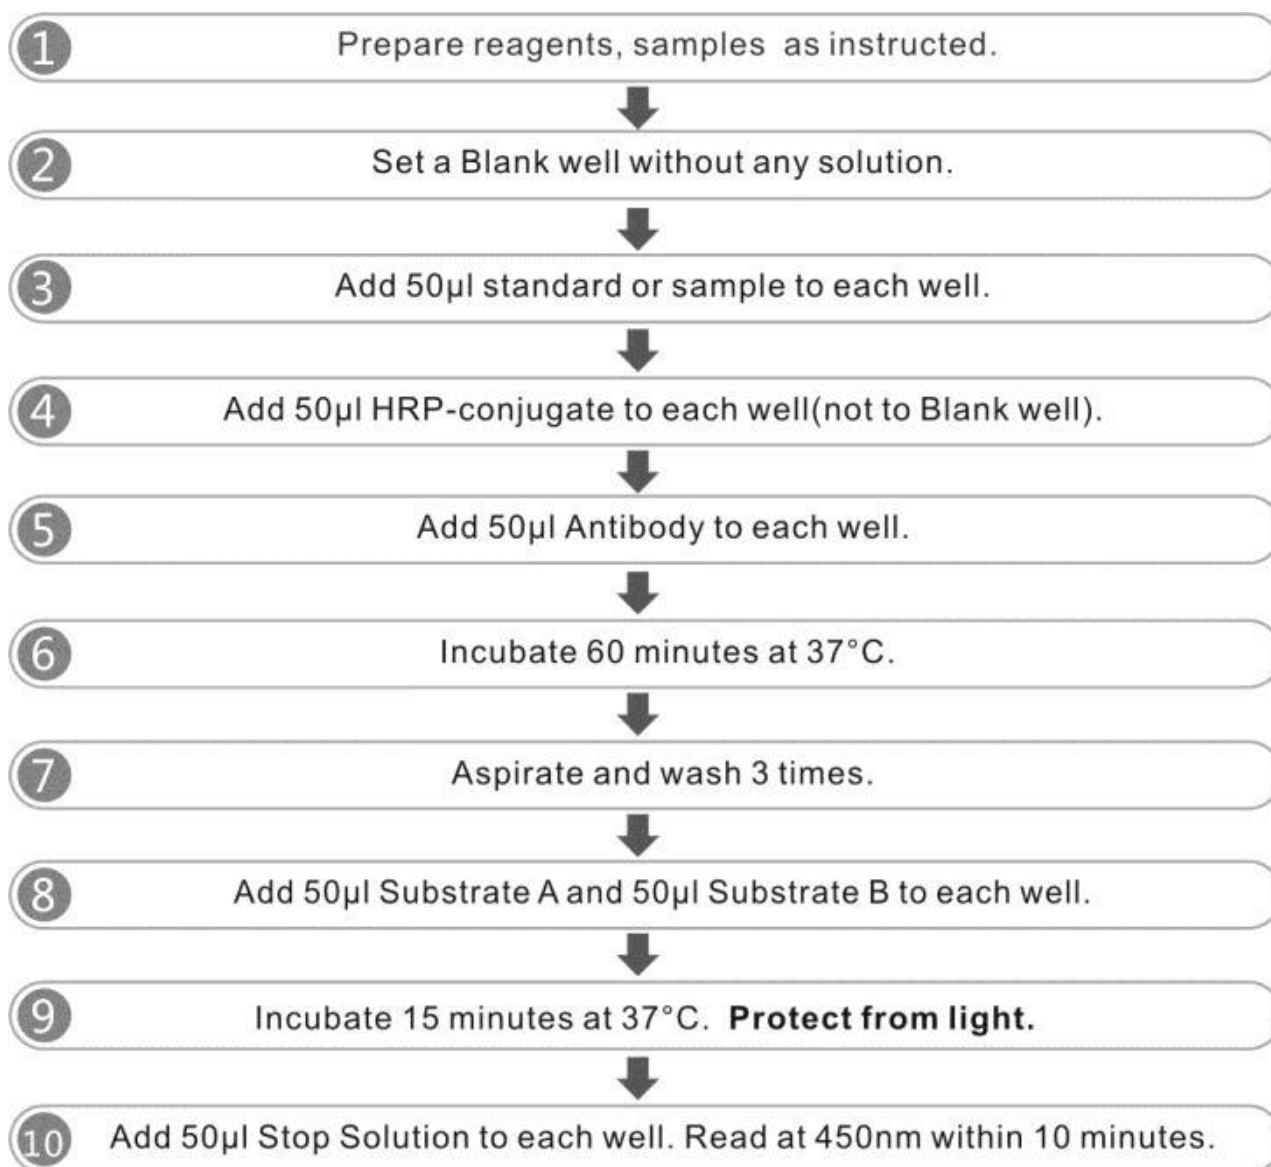 1 Prepare reagents, samples as instructed.
2 Set a Blank well without any solution.
3 Add 50µl standard or sample to each well.
4 Add 50µl HRP-conjugate to each well(not to Blank well).
5 Add 50µl Antibody to each well.
6 Incubate 60 minutes at 37°C.
7 Aspirate and wash 3 times.
8 Add 50µl Substrate A and 50µl Substrate B to each well.
9 Incubate 15 minutes at 37°C. Protect from light.
10 Add 50µl Stop Solution to each well. Read at 450nm within 10 minutes.